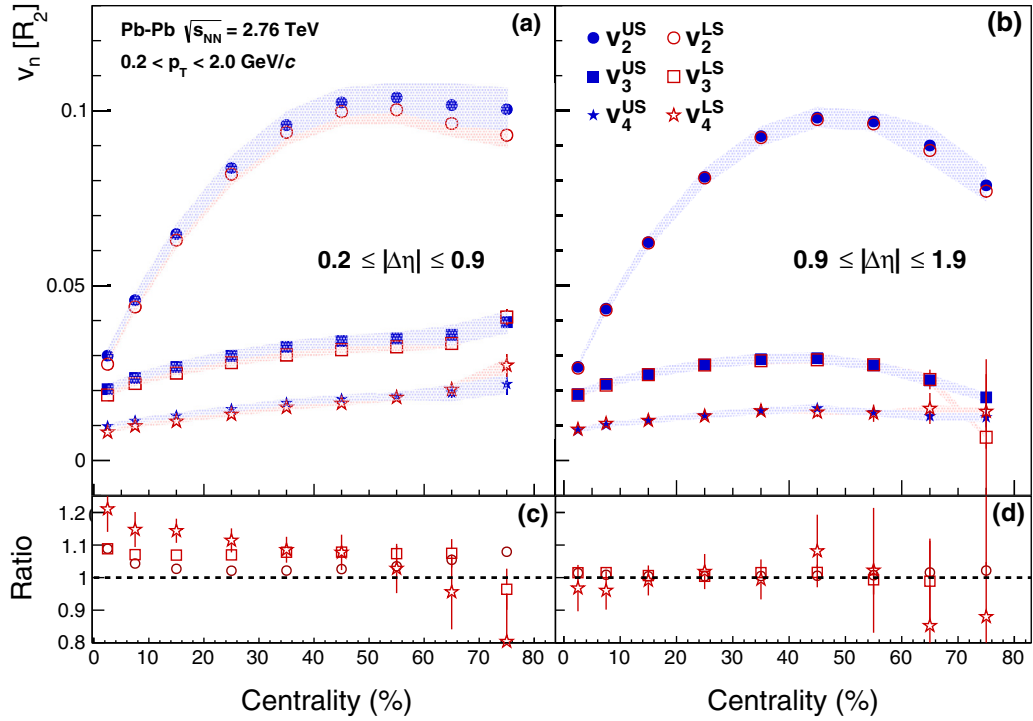 v_n [R_2]
(a)
Pb-Pb √s_NN = 2.76 TeV
0.2 < p_T < 2.0 GeV/c
0.1
0.05
0
0.2 ≤ |Δη| ≤ 0.9
(b)
v_2^US v_2^LS
v_3^US v_3^LS
v_4^US v_4^LS
0.9 ≤ |Δη| ≤ 1.9
Ratio
1.2
1.1
1
0.9
0.8
(c)
(d)
0 10 20 30 40 50 60 70 80
0 10 20 30 40 50 60 70 80
Centrality (%)
Centrality (%)